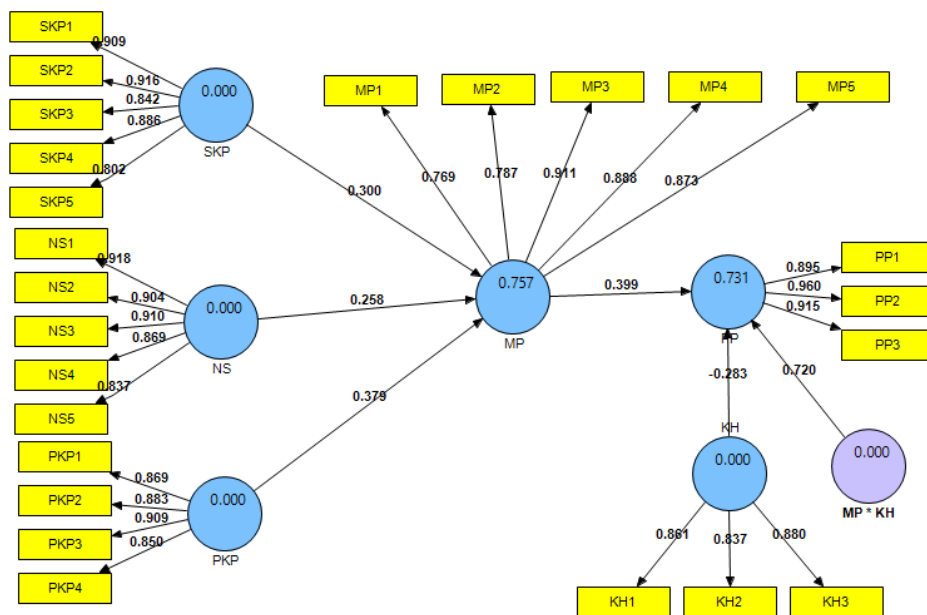 SKP1
0.909
SKP2
0.916
SKP3
0.842
SKP4
0.886
SKP5
0.802
0.000
SKP
0.300
MP1
MP2
MP3
MP4
MP5
0.769
0.787
0.911
0.888
0.873
NS1
0.918
NS2
0.904
NS3
0.910
NS4
0.869
NS5
0.837
0.000
NS
0.258
0.757
MP
0.399
0.731
PP
0.895
PP1
0.960
PP2
0.915
PP3
PKP1
0.869
PKP2
0.883
PKP3
0.909
PKP4
0.850
0.000
PKP
0.379
-0.283
0.720
KH
0.000
0.000
MP * KH
0.861
0.837
0.880
KH1
KH2
KH3